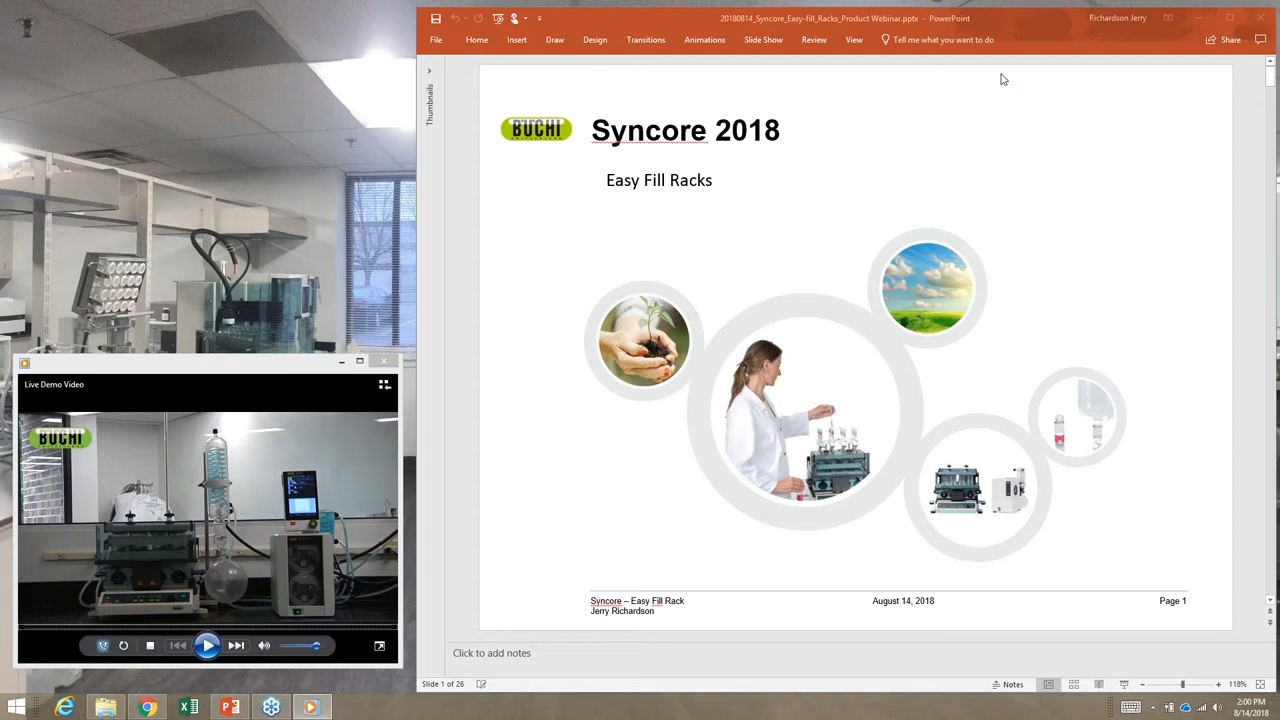 20180814_Syncore_Easy-fill_Racks_Product Webinar.pptx - PowerPoint
Richardson Jerry
File Home Insert Draw Design Transitions Animations Slide Show Review View Tell me what you want to do Share
Thumbnails
BUCHI
Syncore 2018
Easy Fill Racks
Live Demo Video
BUCHI
Syncore – Easy Fill Rack August 14, 2018 Page 1
Jerry Richardson
Click to add notes
Slide 1 of 26 Notes 118%
2:00 PM
8/14/2018